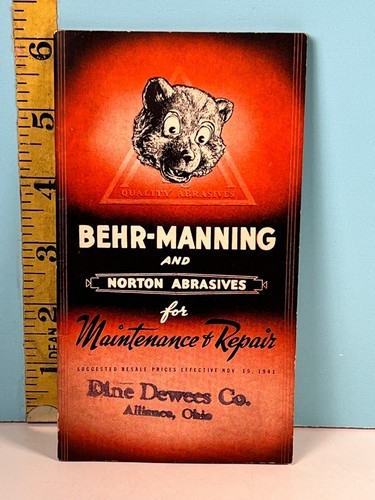 QUALITY ABRASIVES
BEHR-MANNING
AND
NORTON ABRASIVES
for
Maintenance & Repair
SUGGESTED RESALE PRICES EFFECTIVE NOV. 15, 1941
Dine Dewees Co.
Alliance, Ohio
6
5
4
3
2
1
DEAN